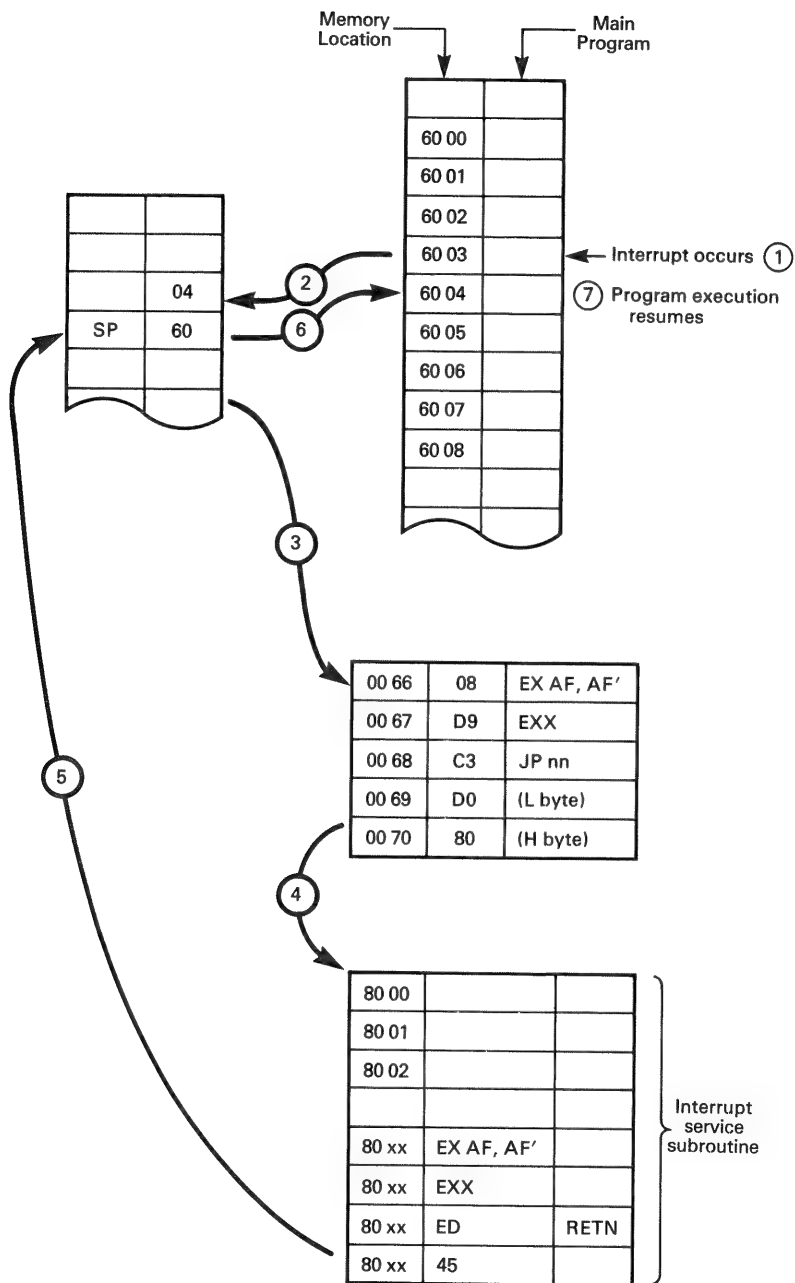 Memory
Location
Main
Program
60 00
60 01
60 02
60 03
Interrupt occurs 1
2
04
60 04
7 Program execution
resumes
SP 60
6
60 05
60 06
60 07
60 08
3
00 66 08 EX AF, AF′
00 67 D9 EXX
00 68 C3 JP nn
00 69 D0 (L byte)
00 70 80 (H byte)
5
4
80 00
80 01
80 02
Interrupt
service
subroutine
80 xx EX AF, AF′
80 xx EXX
80 xx ED RETN
80 xx 45